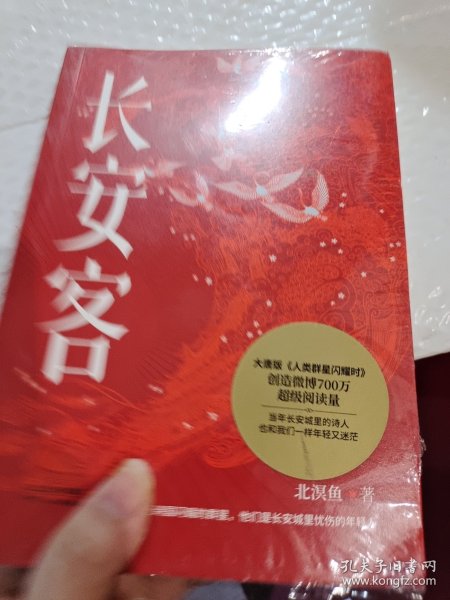 长安客
大唐版《人类群星闪耀时》
创造微博700万
超级阅读量
当年长安城里的诗人
也和我们一样年轻又迷茫
北溟鱼 著
他们是长安城里忧伤的年轻
孔夫子旧书网
www.kongfz.com